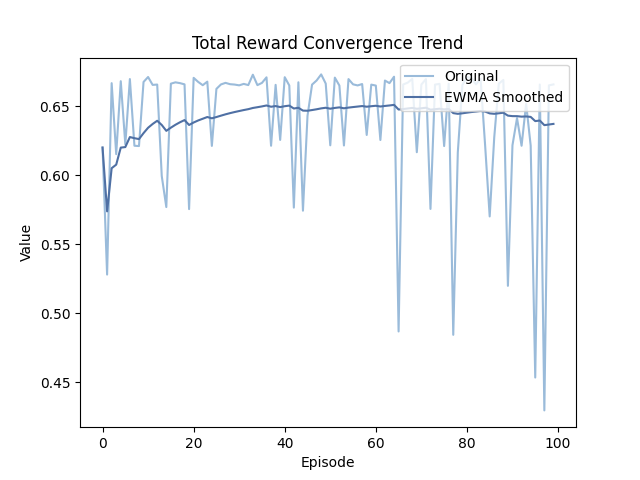 Total Reward Convergence Trend
Original
EWMA Smoothed
Value
0.65
0.60
0.55
0.50
0.45
0 20 40 60 80 100
Episode